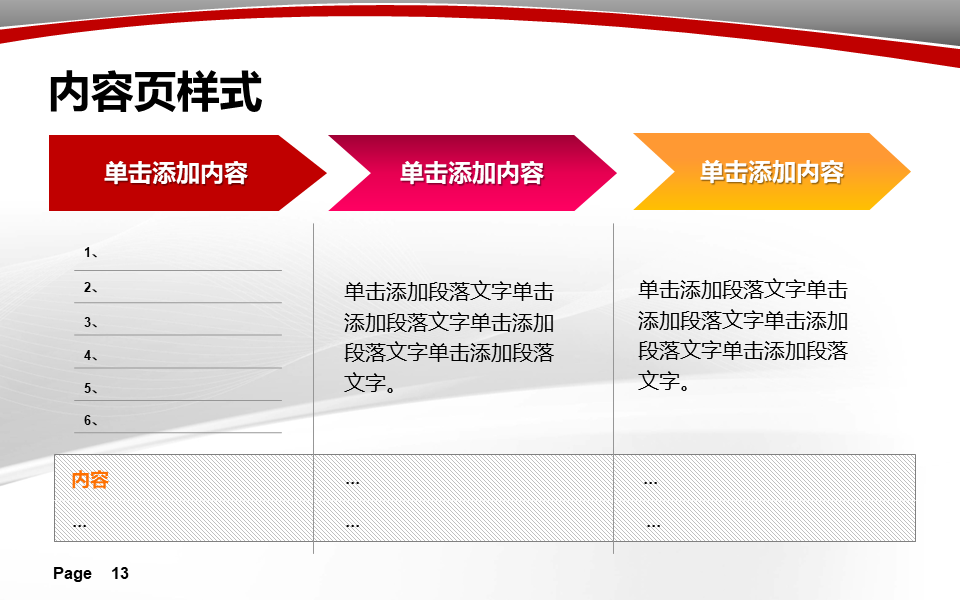 内容页样式
单击添加内容
单击添加内容
单击添加内容
1、
2、
3、
4、
5、
6、
单击添加段落文字单击
添加段落文字单击添加
段落文字单击添加段落
文字。
单击添加段落文字单击
添加段落文字单击添加
段落文字单击添加段落
文字。
内容
...
...
...
...
...
Page 13